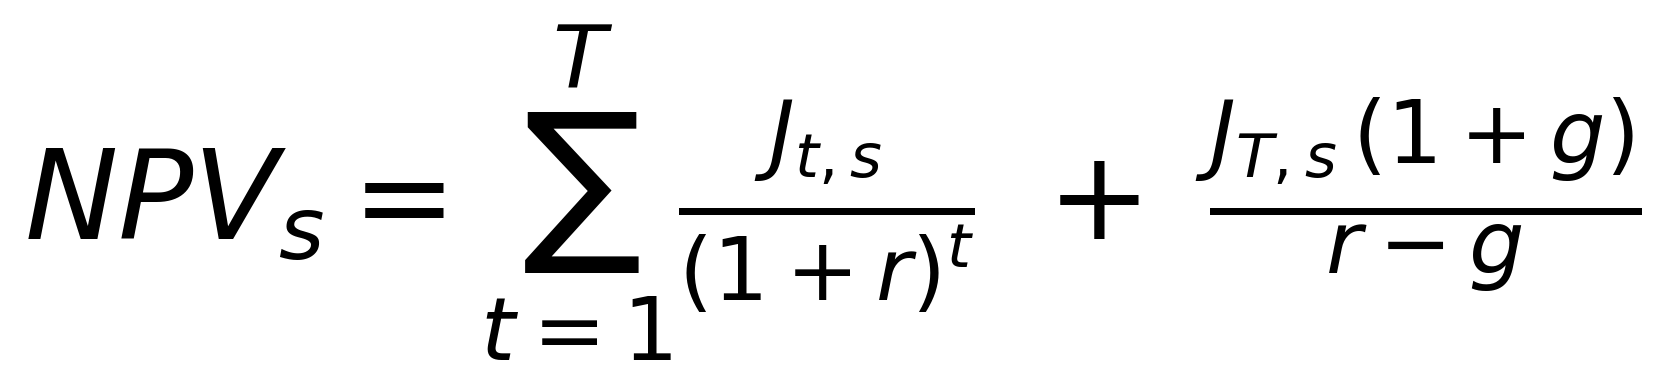 $NPV_s = \sum_{t=1}^{T} \frac{J_{t,s}}{(1+r)^t} + \frac{J_{T,s}\,(1+g)}{r-g}$